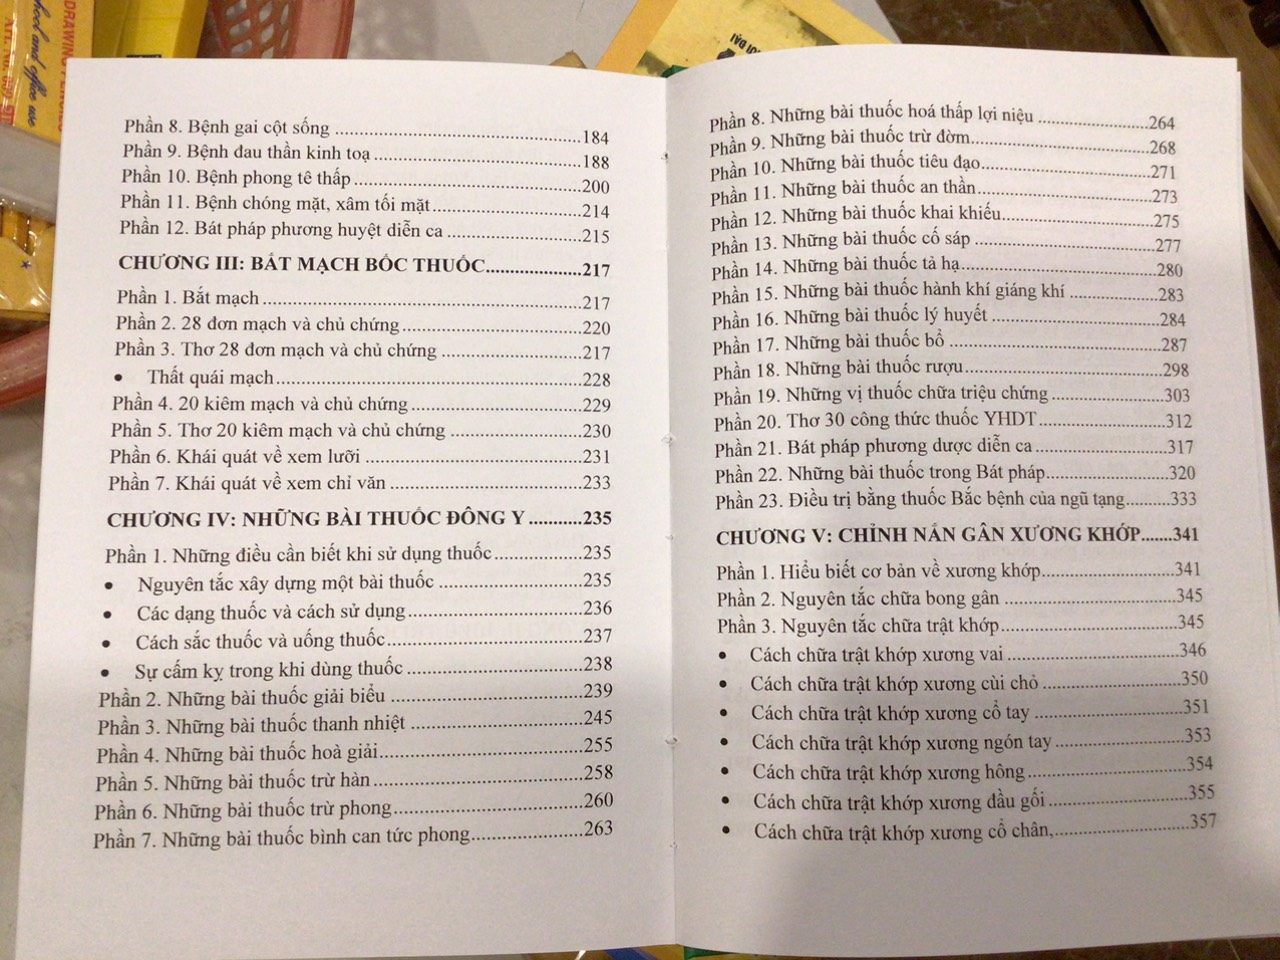 DRAWING PENCILS
school and office use
ART. NO.
Phần 8. Bệnh gai cột sống ........184
Phần 9. Bệnh đau thần kinh toạ........188
Phần 10. Bệnh phong tê thấp........200
Phần 11. Bệnh chóng mặt, xâm tối mặt........214
Phần 12. Bát pháp phương huyệt diễn ca ........215
CHƯƠNG III: BẮT MẠCH BỐC THUỐC........217
Phần 1. Bắt mạch ........217
Phần 2. 28 đơn mạch và chủ chứng........220
Phần 3. Thơ 28 đơn mạch và chủ chứng ........217
• Thất quái mạch........228
Phần 4. 20 kiêm mạch và chủ chứng........229
Phần 5. Thơ 20 kiêm mạch và chủ chứng ........230
Phần 6. Khái quát về xem lưỡi ........231
Phần 7. Khái quát về xem chỉ văn ........233
CHƯƠNG IV: NHỮNG BÀI THUỐC ĐÔNG Y ........235
Phần 1. Những điều cần biết khi sử dụng thuốc........235
• Nguyên tắc xây dựng một bài thuốc ........235
• Các dạng thuốc và cách sử dụng........236
• Cách sắc thuốc và uống thuốc........237
• Sự cấm kỵ trong khi dùng thuốc ........238
Phần 2. Những bài thuốc giải biểu ........239
Phần 3. Những bài thuốc thanh nhiệt ........245
Phần 4. Những bài thuốc hoà giải........255
Phần 5. Những bài thuốc trừ hàn ........258
Phần 6. Những bài thuốc trừ phong........260
Phần 7. Những bài thuốc bình can tức phong........263
Phần 8. Những bài thuốc hoá thấp lợi niệu ........264
Phần 9. Những bài thuốc trừ đờm........268
Phần 10. Những bài thuốc tiêu đạo........271
Phần 11. Những bài thuốc an thần........273
Phần 12. Những bài thuốc khai khiếu........275
Phần 13. Những bài thuốc cố sáp ........277
Phần 14. Những bài thuốc tả hạ........280
Phần 15. Những bài thuốc hành khí giáng khí ........283
Phần 16. Những bài thuốc lý huyết ........284
Phần 17. Những bài thuốc bổ ........287
Phần 18. Những bài thuốc rượu........298
Phần 19. Những vị thuốc chữa triệu chứng ........303
Phần 20. Thơ 30 công thức thuốc YHDT........312
Phần 21. Bát pháp phương dược diễn ca ........317
Phần 22. Những bài thuốc trong Bát pháp........320
Phần 23. Điều trị bằng thuốc Bắc bệnh của ngũ tạng........333
CHƯƠNG V: CHỈNH NẮN GÂN XƯƠNG KHỚP........341
Phần 1. Hiểu biết cơ bản về xương khớp........341
Phần 2. Nguyên tắc chữa bong gân ........345
Phần 3. Nguyên tắc chữa trật khớp........345
• Cách chữa trật khớp xương vai ........346
• Cách chữa trật khớp xương cùi chỏ ........350
• Cách chữa trật khớp xương cổ tay ........351
• Cách chữa trật khớp xương ngón tay ........353
• Cách chữa trật khớp xương hông ........354
• Cách chữa trật khớp xương đầu gối ........355
• Cách chữa trật khớp xương cổ chân,........357